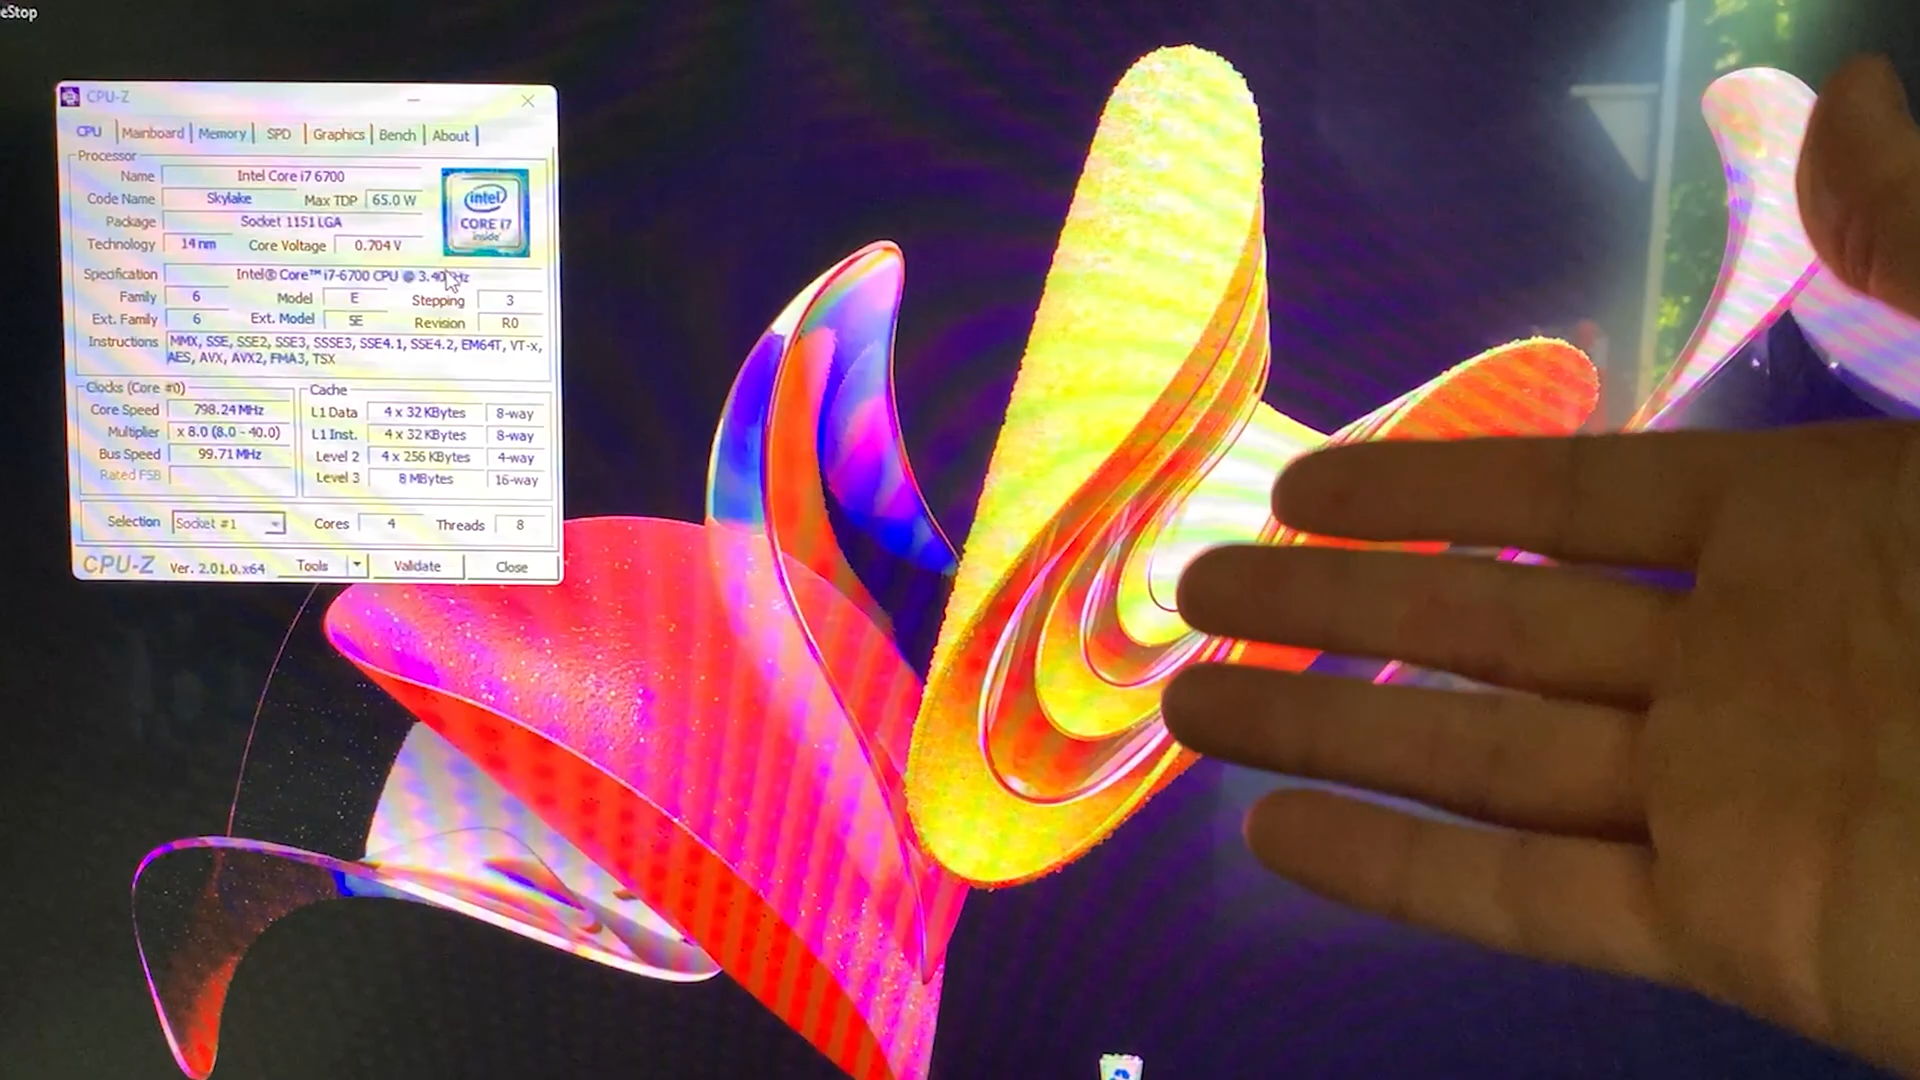 eStop
CPU-Z
CPU Mainboard Memory SPD Graphics Bench About
Processor
Name Intel Core i7 6700
Code Name Skylake Max TDP 65.0 W
Package Socket 1151 LGA
Technology 14 nm Core Voltage 0.704 V
intel
CORE i7
inside
Specification Intel® Core™ i7-6700 CPU @ 3.40GHz
Family 6 Model E Stepping 3
Ext. Family 6 Ext. Model 5E Revision R0
Instructions MMX, SSE, SSE2, SSE3, SSSE3, SSE4.1, SSE4.2, EM64T, VT-x,
AES, AVX, AVX2, FMA3, TSX
Clocks (Core #0) Cache
Core Speed 798.24 MHz L1 Data 4 x 32 KBytes 8-way
Multiplier x 8.0 (8.0 - 40.0) L1 Inst. 4 x 32 KBytes 8-way
Bus Speed 99.71 MHz Level 2 4 x 256 KBytes 4-way
Rated FSB Level 3 8 MBytes 16-way
Selection Socket #1 Cores 4 Threads 8
CPU-Z Ver. 2.01.0.x64 Tools Validate Close